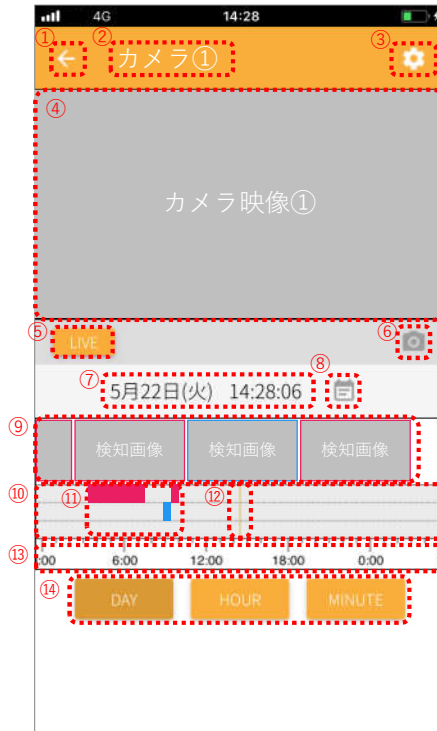 4G 14:28
① ② カメラ① ③
④
カメラ映像①
⑤ LIVE ⑥
⑦ 5月22日(火) 14:28:06 ⑧
⑨ 検知画像 検知画像 検知画像
⑩ ⑪ ⑫
⑬ :00 6:00 12:00 18:00 0:00
⑭ DAY HOUR MINUTE